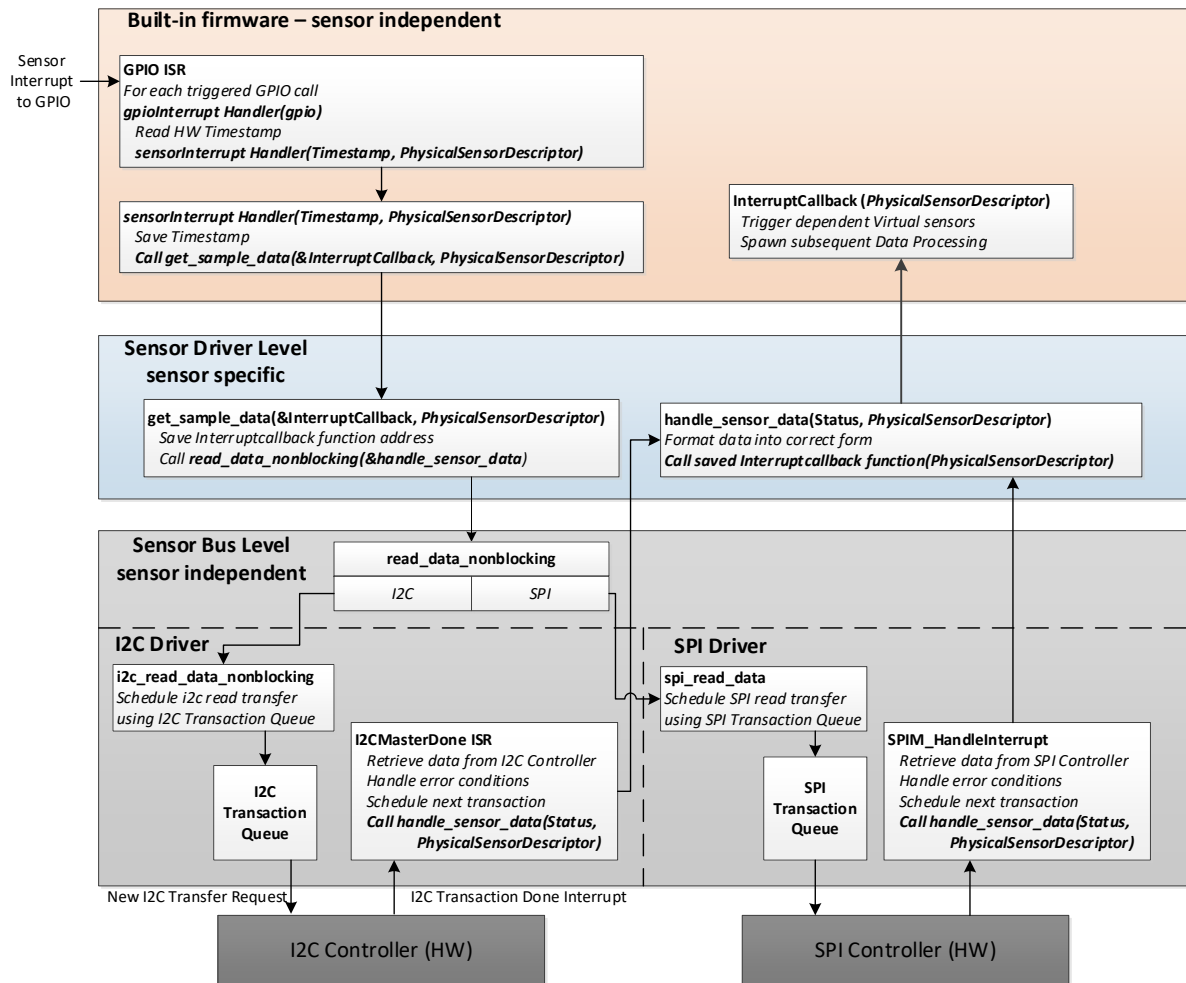 Built-in firmware – sensor independent
Sensor
Interrupt
to GPIO
GPIO ISR
For each triggered GPIO call
gpioInterrupt Handler(gpio)
Read HW Timestamp
sensorInterrupt Handler(Timestamp, PhysicalSensorDescriptor)
sensorInterrupt Handler(Timestamp, PhysicalSensorDescriptor)
Save Timestamp
Call get_sample_data(&InterruptCallback, PhysicalSensorDescriptor)
InterruptCallback (PhysicalSensorDescriptor)
Trigger dependent Virtual sensors
Spawn subsequent Data Processing
Sensor Driver Level
sensor specific
get_sample_data(&InterruptCallback, PhysicalSensorDescriptor)
Save Interruptcallback function address
Call read_data_nonblocking(&handle_sensor_data)
handle_sensor_data(Status, PhysicalSensorDescriptor)
Format data into correct form
Call saved Interruptcallback function(PhysicalSensorDescriptor)
Sensor Bus Level
sensor independent
read_data_nonblocking
I2C
SPI
I2C Driver
i2c_read_data_nonblocking
Schedule i2c read transfer
using I2C Transaction Queue
I2C
Transaction
Queue
I2CMasterDone ISR
Retrieve data from I2C Controller
Handle error conditions
Schedule next transaction
Call handle_sensor_data(Status,
PhysicalSensorDescriptor)
SPI Driver
spi_read_data
Schedule SPI read transfer
using SPI Transaction Queue
SPI
Transaction
Queue
SPIM_HandleInterrupt
Retrieve data from SPI Controller
Handle error conditions
Schedule next transaction
Call handle_sensor_data(Status,
PhysicalSensorDescriptor)
New I2C Transfer Request
I2C Transaction Done Interrupt
I2C Controller (HW)
SPI Controller (HW)